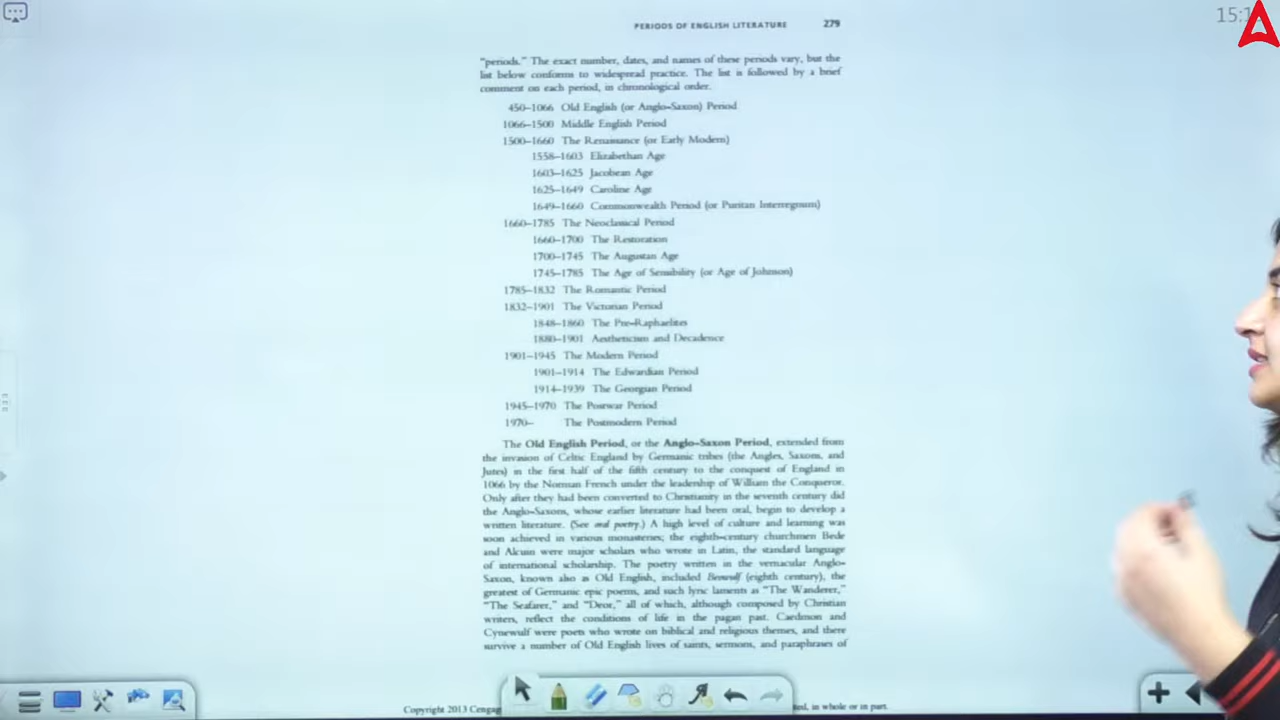 15:1
PERIODS OF ENGLISH LITERATURE 279
“periods.” The exact number, dates, and names of these periods vary, but the
list below conforms to widespread practice. The list is followed by a brief
comment on each period, in chronological order.
450–1066 Old English (or Anglo-Saxon) Period
1066–1500 Middle English Period
1500–1660 The Renaissance (or Early Modern)
1558–1603 Elizabethan Age
1603–1625 Jacobean Age
1625–1649 Caroline Age
1649–1660 Commonwealth Period (or Puritan Interregnum)
1660–1785 The Neoclassical Period
1660–1700 The Restoration
1700–1745 The Augustan Age
1745–1785 The Age of Sensibility (or Age of Johnson)
1785–1832 The Romantic Period
1832–1901 The Victorian Period
1848–1860 The Pre-Raphaelites
1880–1901 Aestheticism and Decadence
1901–1945 The Modern Period
1901–1914 The Edwardian Period
1914–1939 The Georgian Period
1945–1970 The Postwar Period
1970– The Postmodern Period
The Old English Period, or the Anglo-Saxon Period, extended from
the invasion of Celtic England by Germanic tribes (the Angles, Saxons, and
Jutes) in the first half of the fifth century to the conquest of England in
1066 by the Norman French under the leadership of William the Conqueror.
Only after they had been converted to Christianity in the seventh century did
the Anglo-Saxons, whose earlier literature had been oral, begin to develop a
written literature. (See oral poetry.) A high level of culture and learning was
soon achieved in various monasteries; the eighth-century churchmen Bede
and Alcuin were major scholars who wrote in Latin, the standard language
of international scholarship. The poetry written in the vernacular Anglo-
Saxon, known also as Old English, included Beowulf (eighth century), the
greatest of Germanic epic poems, and such lyric laments as “The Wanderer,”
“The Seafarer,” and “Deor,” all of which, although composed by Christian
writers, reflect the conditions of life in the pagan past. Caedmon and
Cynewulf were poets who wrote on biblical and religious themes, and there
survive a number of Old English lives of saints, sermons, and paraphrases of
Copyright 2013 Cengag ed, in whole or in part.